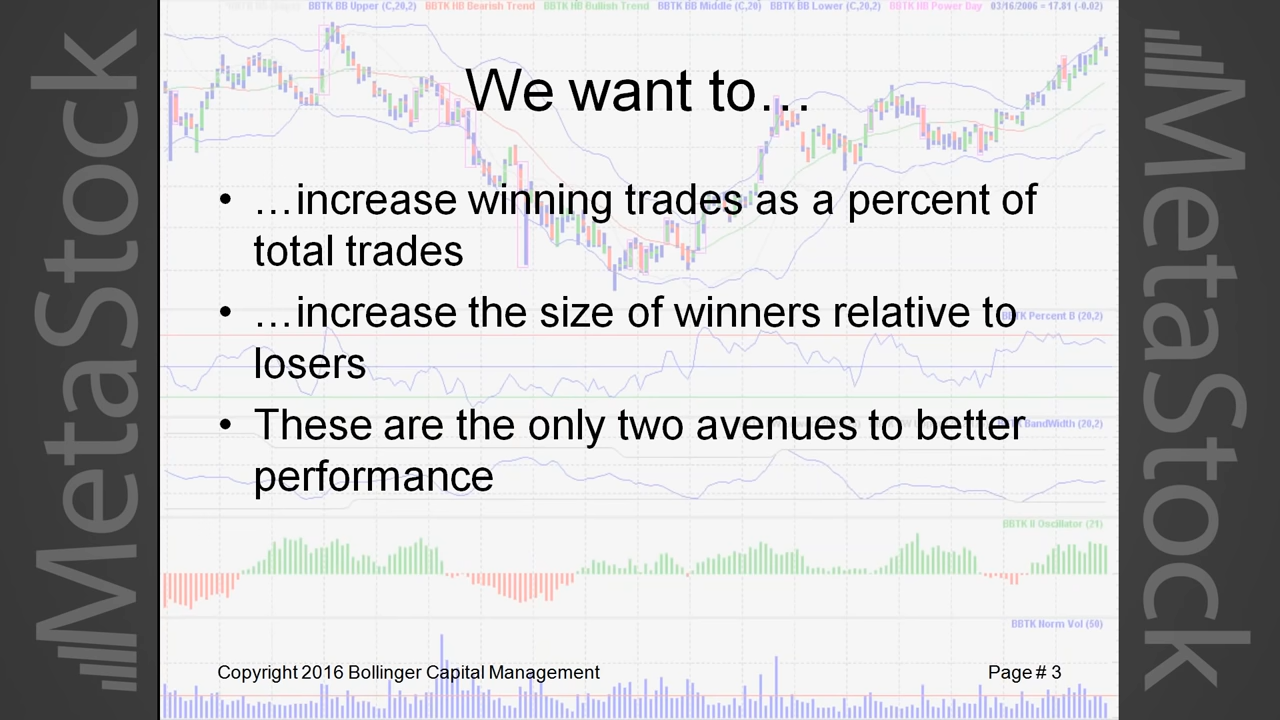 BBTK BB Upper (C,20,2) BBTK HB Bearish Trend BBTK HB Bullish Trend BBTK BB Middle (C,20) BBTK BB Lower (C,20,2) BBTK HB Power Day 03/16/2006 = 17.81 (-0.02)
We want to…
• …increase winning trades as a percent of
total trades
• …increase the size of winners relative to
losers
• These are the only two avenues to better
performance
Percent B (20,2)
BandWidth (20,2)
BBTK II Oscillator (21)
BBTK Norm Vol (50)
Copyright 2016 Bollinger Capital Management
Page # 3
MetaStock
MetaStock